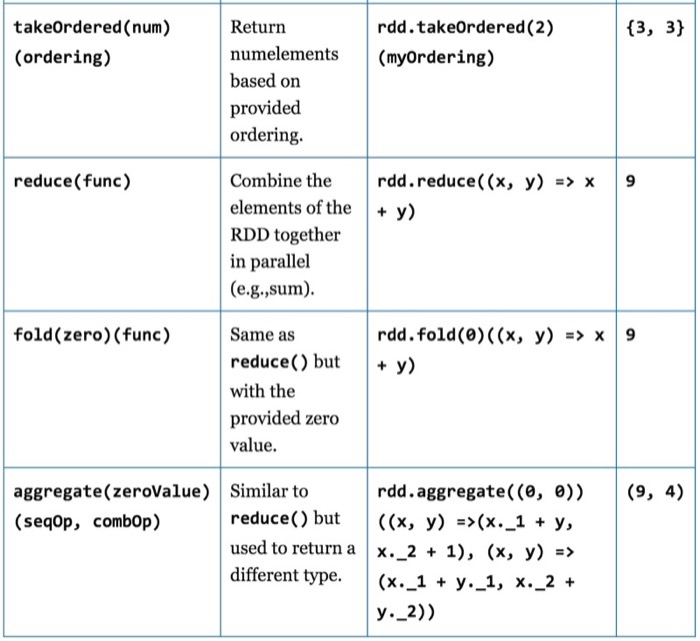 takeOrdered(num)
(ordering)
Return
numelements
based on
provided
ordering.
rdd.takeOrdered(2)
(myOrdering)
{3, 3}
reduce(func)
Combine the
elements of the
RDD together
in parallel
(e.g.,sum).
rdd.reduce((x, y) => x
+ y)
9
fold(zero)(func)
Same as
reduce() but
with the
provided zero
value.
rdd.fold(0)((x, y) => x
+ y)
9
aggregate(zeroValue)
(seqOp, combOp)
Similar to
reduce() but
used to return a
different type.
rdd.aggregate((0, 0))
((x, y) =>(x._1 + y,
x._2 + 1), (x, y) =>
(x._1 + y._1, x._2 +
y._2))
(9, 4)